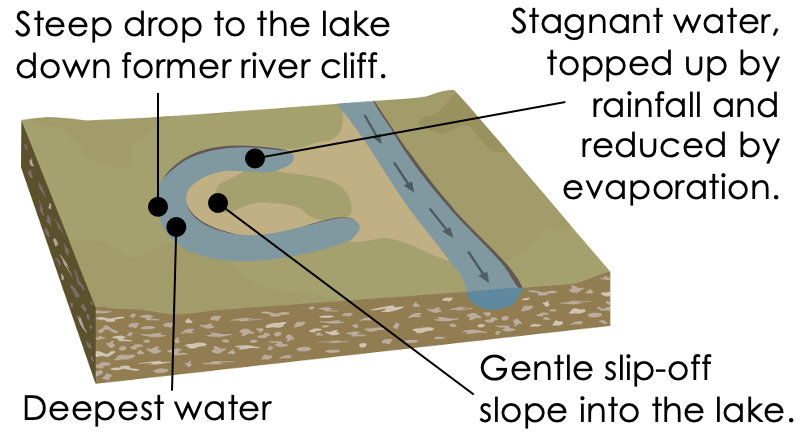 Steep drop to the lake
down former river cliff.
Stagnant water,
topped up by
rainfall and
reduced by
evaporation.
Deepest water
Gentle slip-off
slope into the lake.